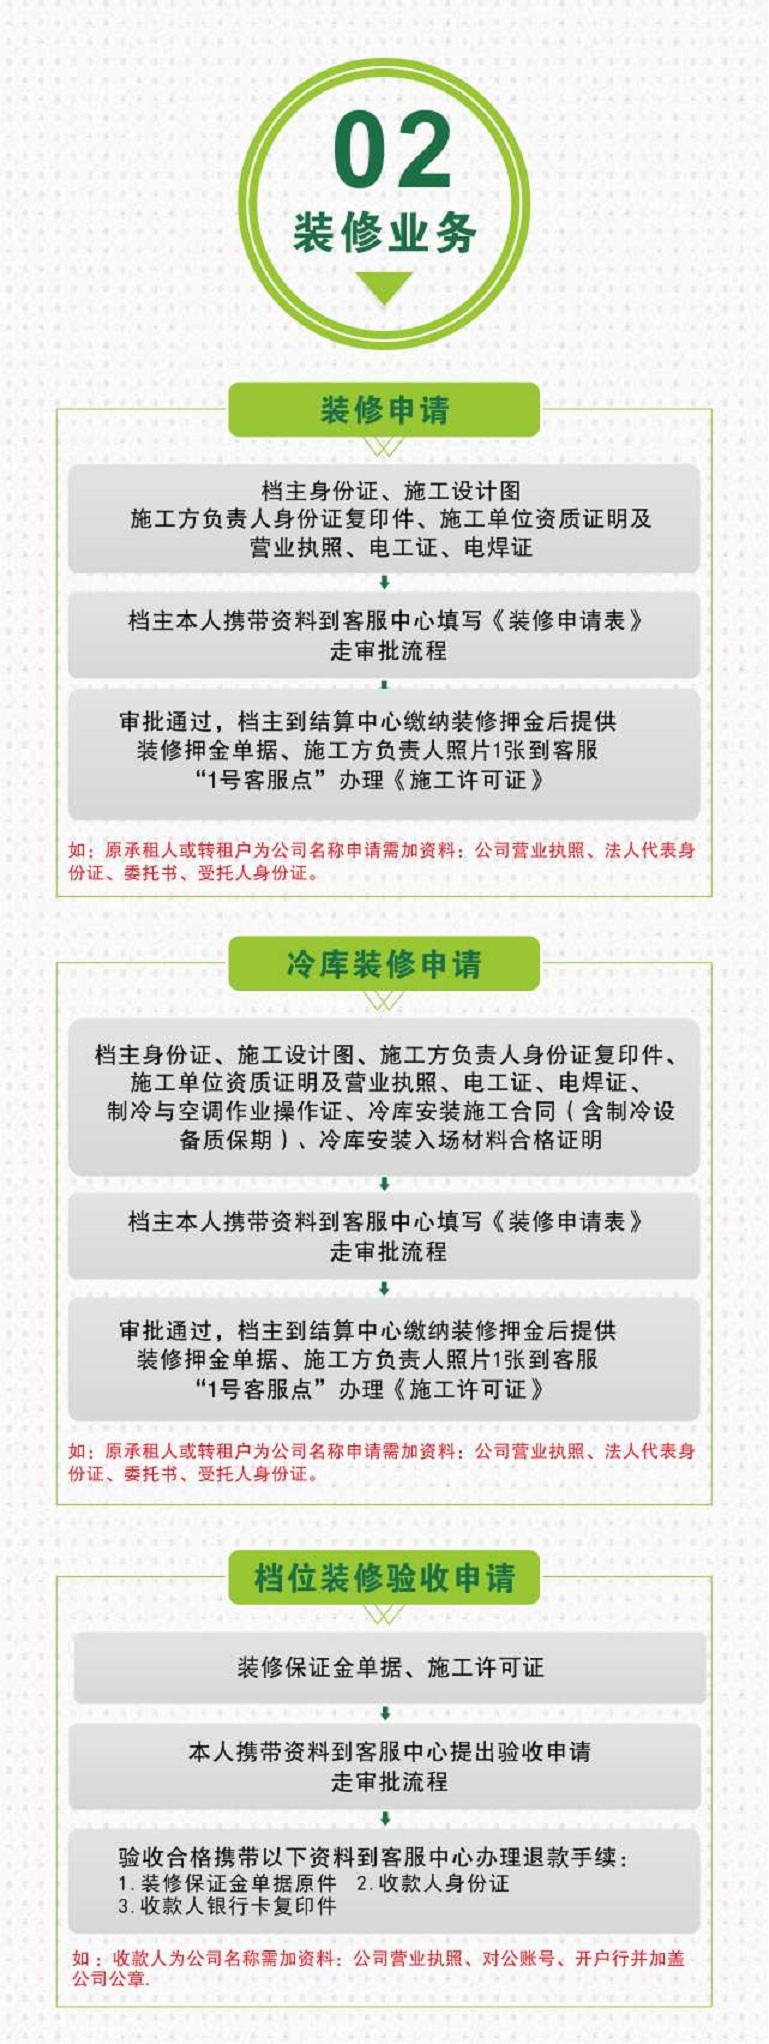 02
装修业务
装修申请
档主身份证、施工设计图
施工方负责人身份证复印件、施工单位资质证明及
营业执照、电工证、电焊证
档主本人携带资料到客服中心填写《装修申请表》
走审批流程
审批通过，档主到结算中心缴纳装修押金后提供
装修押金单据、施工方负责人照片1张到客服
“1号客服点”办理《施工许可证》
如：原承租人或转租户为公司名称申请需加资料：公司营业执照、法人代表身
份证、委托书、受托人身份证。
冷库装修申请
档主身份证、施工设计图、施工方负责人身份证复印件、
施工单位资质证明及营业执照、电工证、电焊证、
制冷与空调作业操作证、冷库安装施工合同（含制冷设
备质保期）、冷库安装入场材料合格证明
档主本人携带资料到客服中心填写《装修申请表》
走审批流程
审批通过，档主到结算中心缴纳装修押金后提供
装修押金单据、施工方负责人照片1张到客服
“1号客服点”办理《施工许可证》
如：原承租人或转租户为公司名称申请需加资料：公司营业执照、法人代表身
份证、委托书、受托人身份证。
档位装修验收申请
装修保证金单据、施工许可证
本人携带资料到客服中心提出验收申请
走审批流程
验收合格携带以下资料到客服中心办理退款手续：
1.装修保证金单据原件 2.收款人身份证
3.收款人银行卡复印件
如：收款人为公司名称需加资料：公司营业执照、对公账号、开户行并加盖
公司公章.